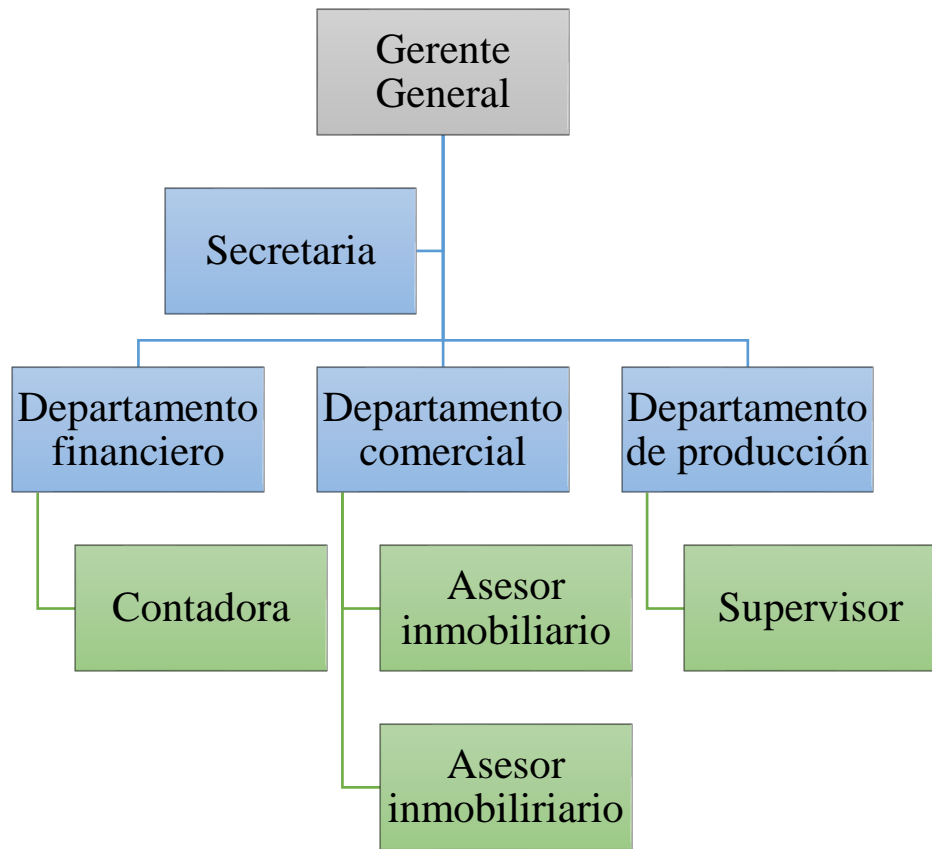 Gerente
General
Secretaria
Departamento
financiero
Departamento
comercial
Departamento
de producción
Contadora
Asesor
inmobiliario
Supervisor
Asesor
inmobiliriario